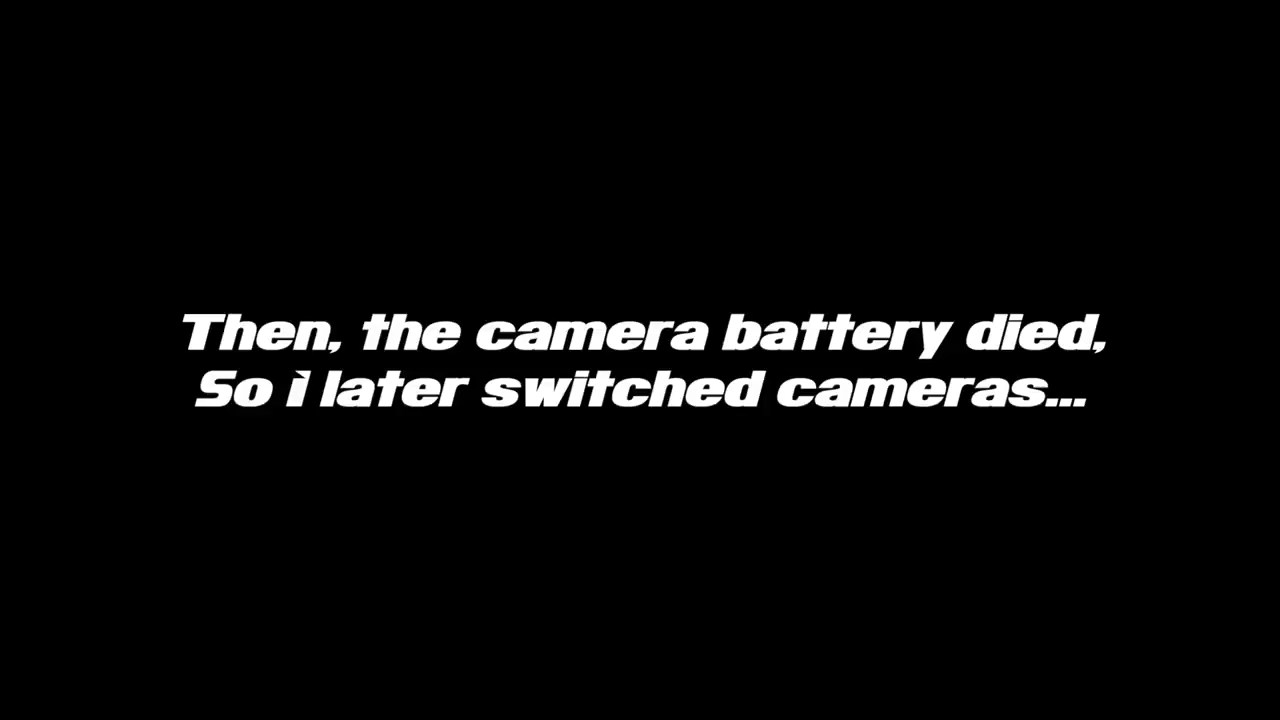 Then, the camera battery died,
So ì later switched cameras...